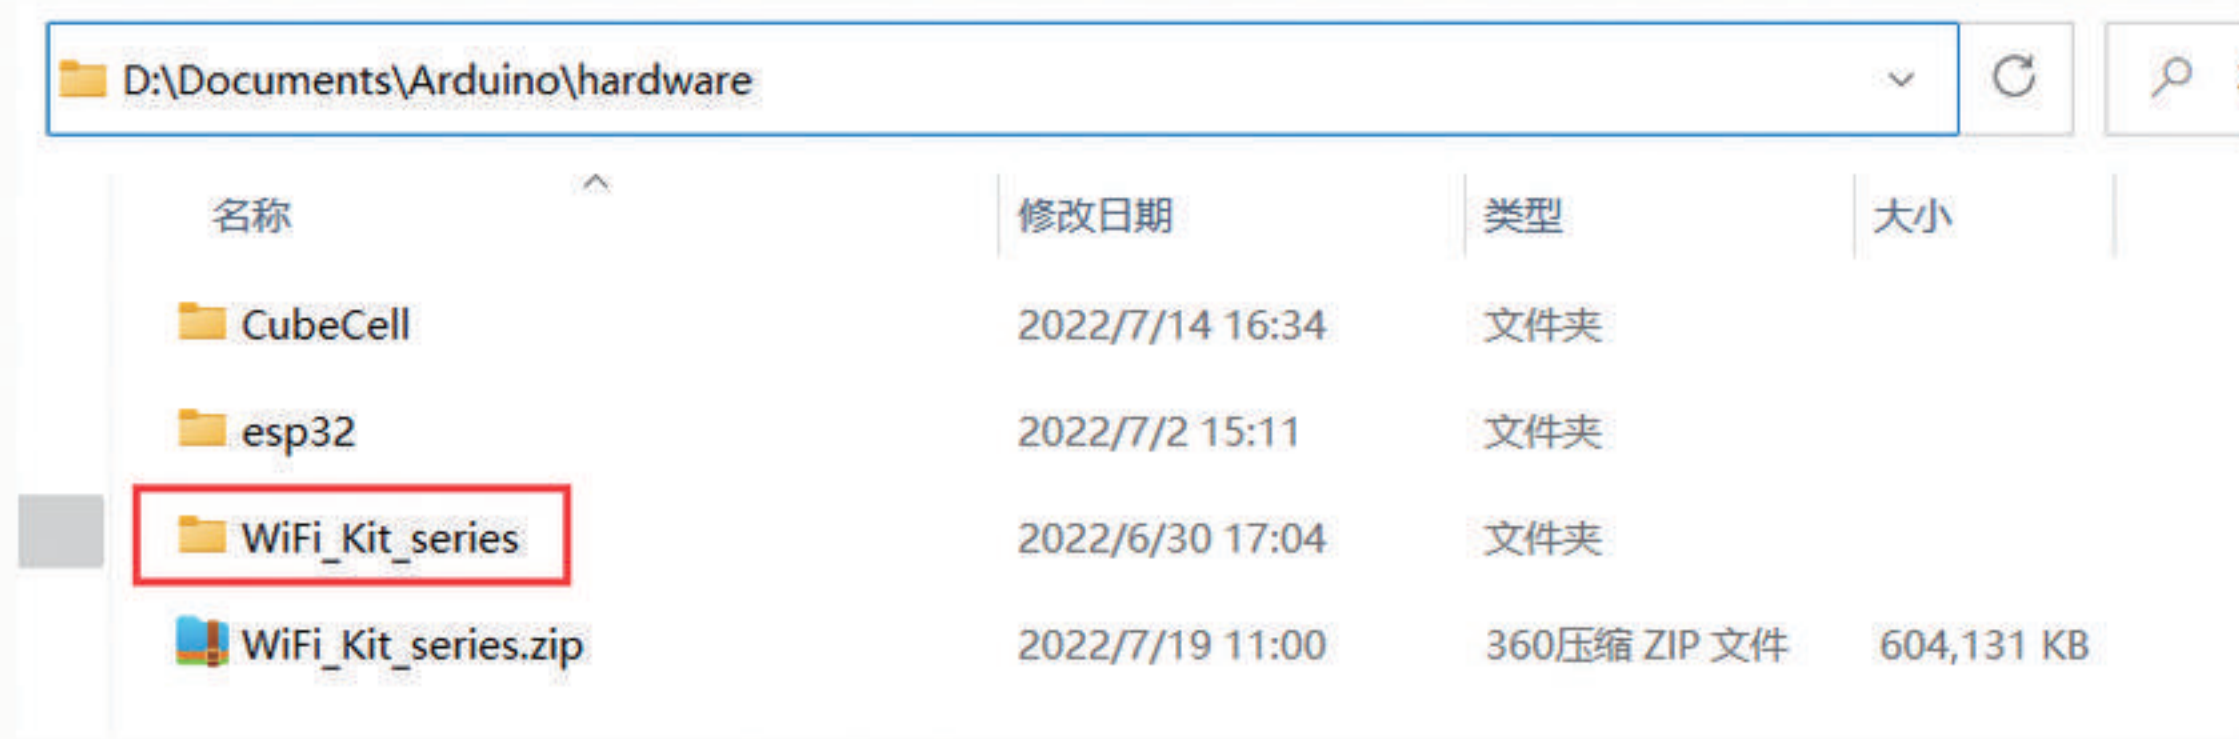 D:\Documents\Arduino\hardware
名称 修改日期 类型 大小
CubeCell 2022/7/14 16:34 文件夹
esp32 2022/7/2 15:11 文件夹
WiFi_Kit_series 2022/6/30 17:04 文件夹
WiFi_Kit_series.zip 2022/7/19 11:00 360压缩 ZIP 文件 604,131 KB